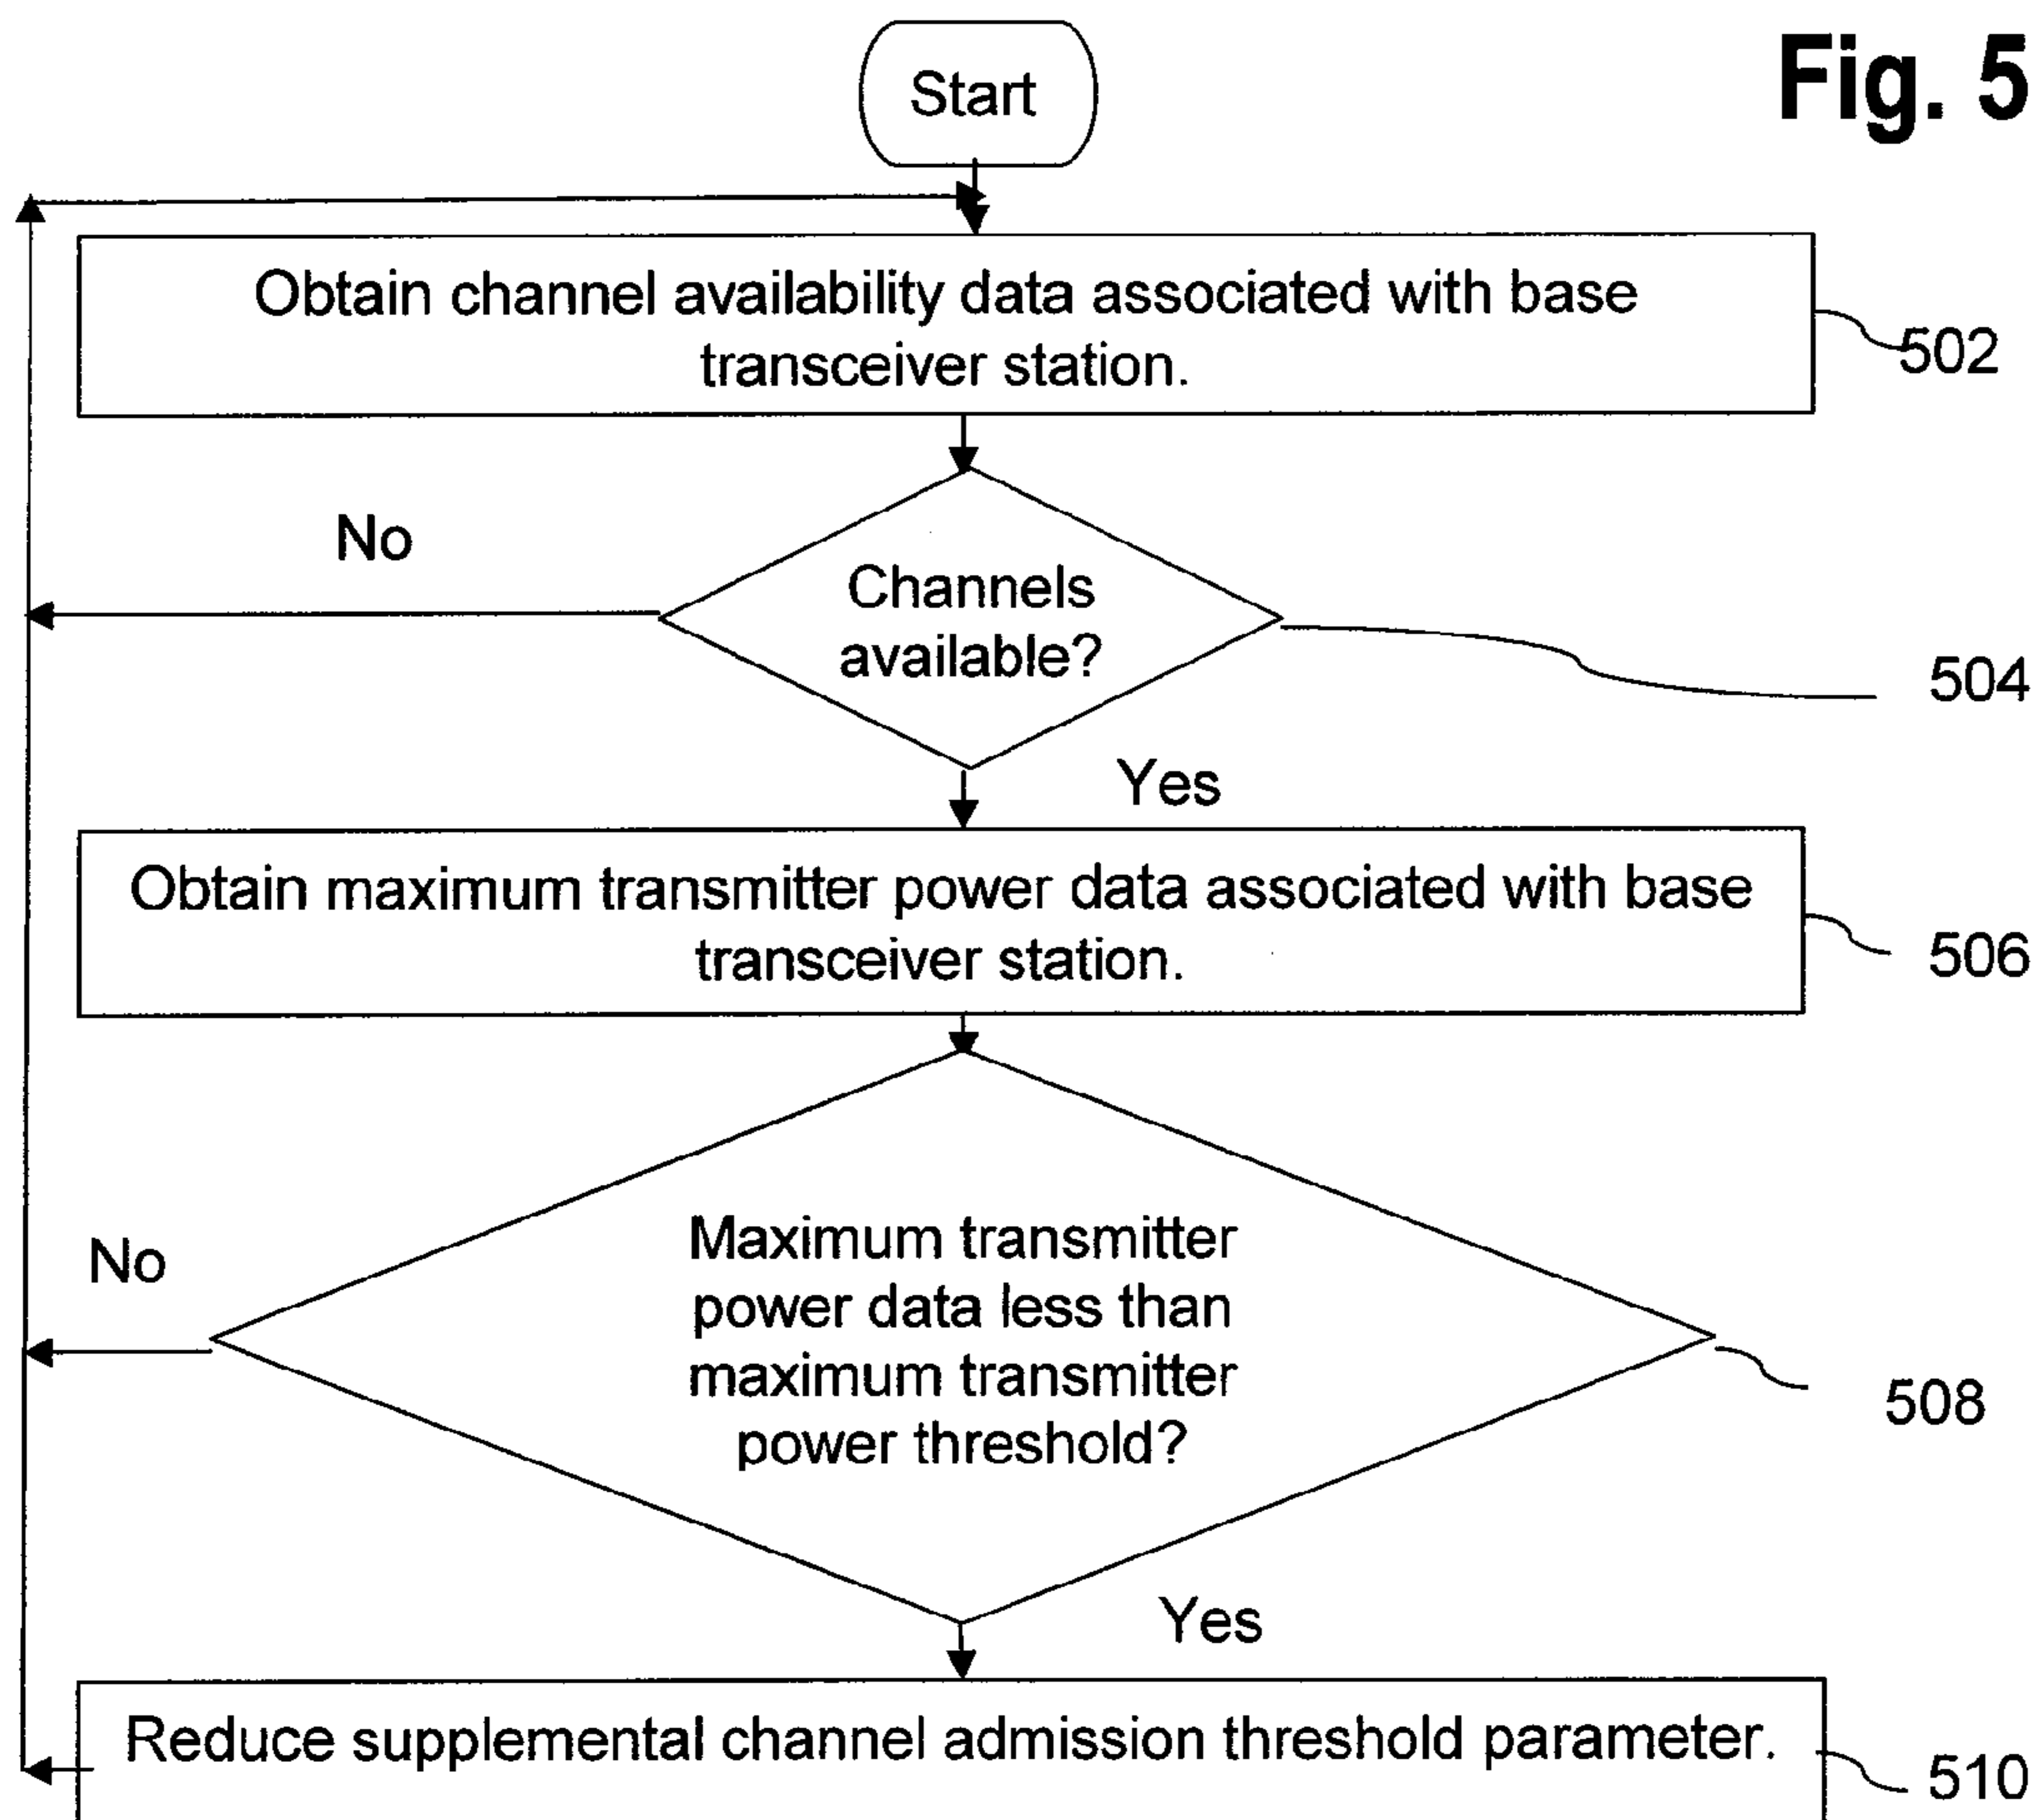 Fig. 5
Start
Obtain channel availability data associated with base
transceiver station.
502
No
Channels
available?
504
Yes
Obtain maximum transmitter power data associated with base
transceiver station.
506
Maximum transmitter
power data less than
maximum transmitter
power threshold?
No
508
Yes
Reduce supplemental channel admission threshold parameter.
510